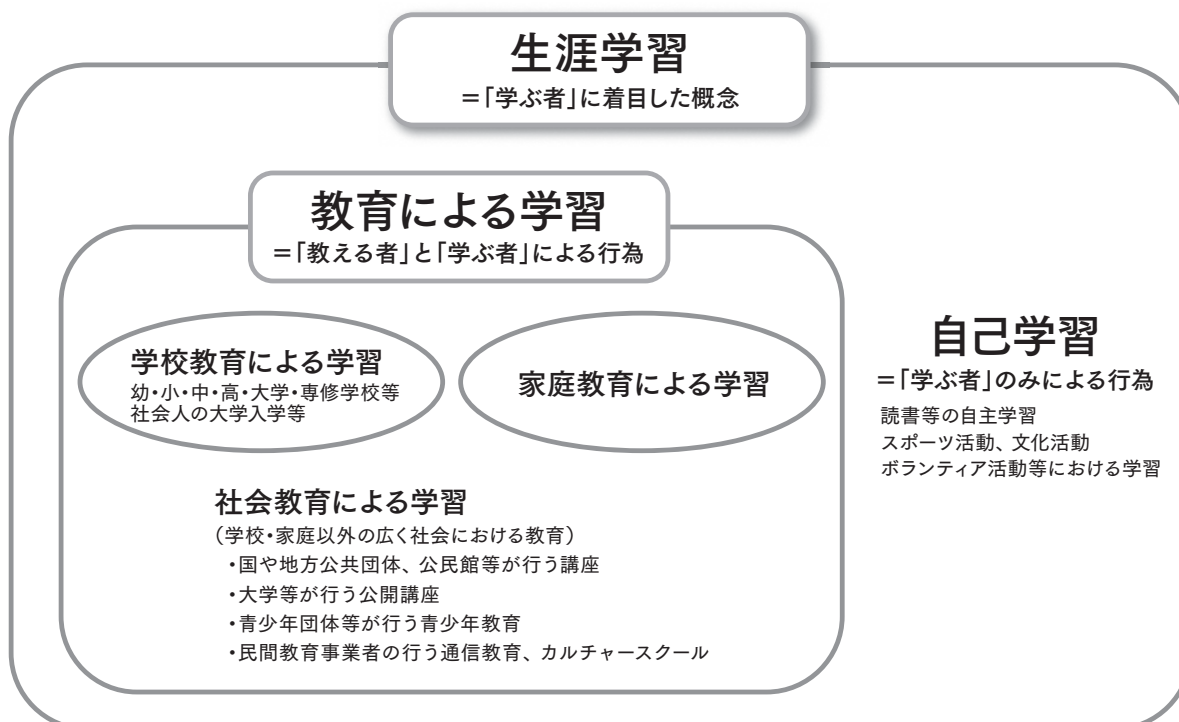 生涯学習
＝「学ぶ者」に着目した概念
教育による学習
＝「教える者」と「学ぶ者」による行為
学校教育による学習
幼・小・中・高・大学・専修学校等
社会人の大学入学等
家庭教育による学習
社会教育による学習
（学校・家庭以外の広く社会における教育）
・国や地方公共団体、公民館等が行う講座
・大学等が行う公開講座
・青少年団体等が行う青少年教育
・民間教育事業者の行う通信教育、カルチャースクール
自己学習
＝「学ぶ者」のみによる行為
読書等の自主学習
スポーツ活動、文化活動
ボランティア活動等における学習